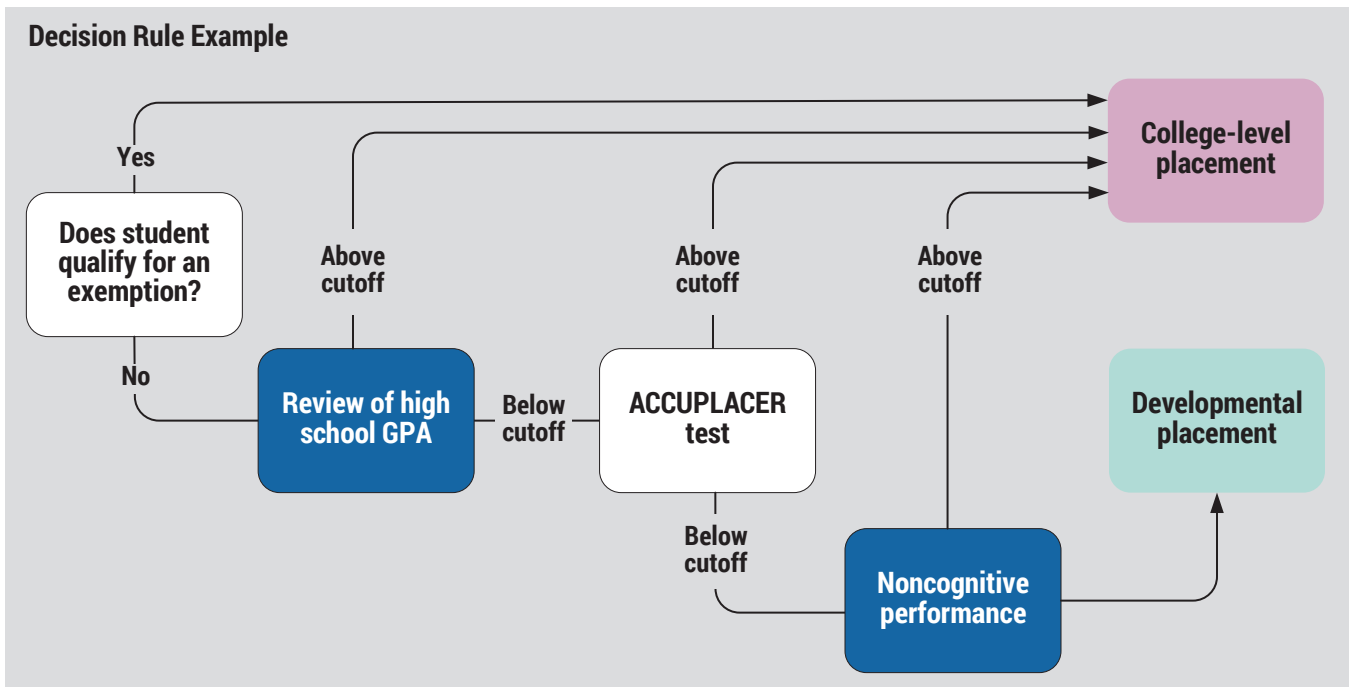 Decision Rule Example
Yes
Does student
qualify for an
exemption?
No
Above
cutoff
Review of high
school GPA
Below
cutoff
Above
cutoff
ACCUPLACER
test
Below
cutoff
Above
cutoff
Noncognitive
performance
College-level
placement
Developmental
placement